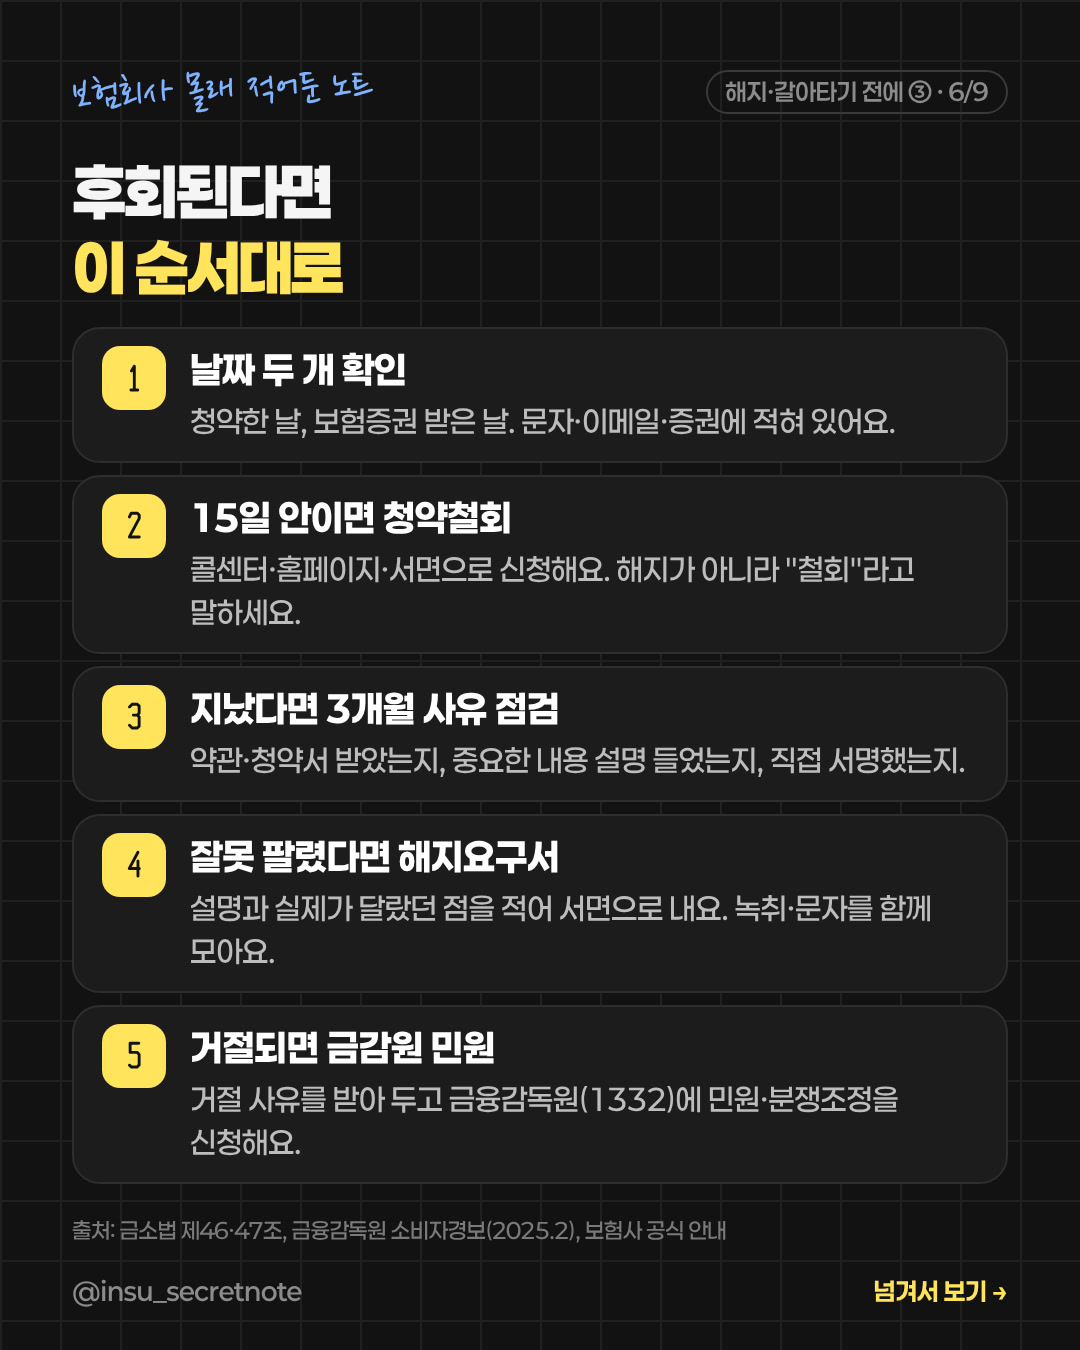 보험회사 몰래 적어둔 노트
해지·갈아타기 전에 ③ · 6/9
후회된다면
이 순서대로
1
날짜 두 개 확인
청약한 날, 보험증권 받은 날. 문자·이메일·증권에 적혀 있어요.
2
15일 안이면 청약철회
콜센터·홈페이지·서면으로 신청해요. 해지가 아니라 "철회"라고
말하세요.
3
지났다면 3개월 사유 점검
약관·청약서 받았는지, 중요한 내용 설명 들었는지, 직접 서명했는지.
4
잘못 팔렸다면 해지요구서
설명과 실제가 달랐던 점을 적어 서면으로 내요. 녹취·문자를 함께
모아요.
5
거절되면 금감원 민원
거절 사유를 받아 두고 금융감독원(1332)에 민원·분쟁조정을
신청해요.
출처: 금소법 제46·47조, 금융감독원 소비자경보(2025.2), 보험사 공식 안내
@insu_secretnote
넘겨서 보기 →